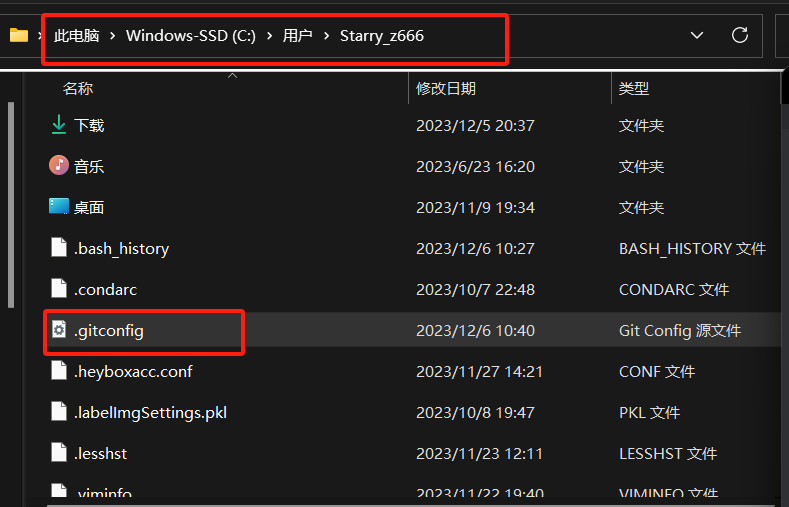 此电脑 > Windows-SSD (C:) > 用户 > Starry_z666
名称 修改日期 类型
下载 2023/12/5 20:37 文件夹
音乐 2023/6/23 16:20 文件夹
桌面 2023/11/9 19:34 文件夹
.bash_history 2023/12/6 10:27 BASH_HISTORY 文件
.condarc 2023/10/7 22:48 CONDARC 文件
.gitconfig 2023/12/6 10:40 Git Config 源文件
.heyboxacc.conf 2023/11/27 14:21 CONF 文件
.labelImgSettings.pkl 2023/10/8 19:47 PKL 文件
.lesshst 2023/11/23 12:11 LESSHST 文件
.viminfo 2023/11/22 19:40 VIMINFO 文件